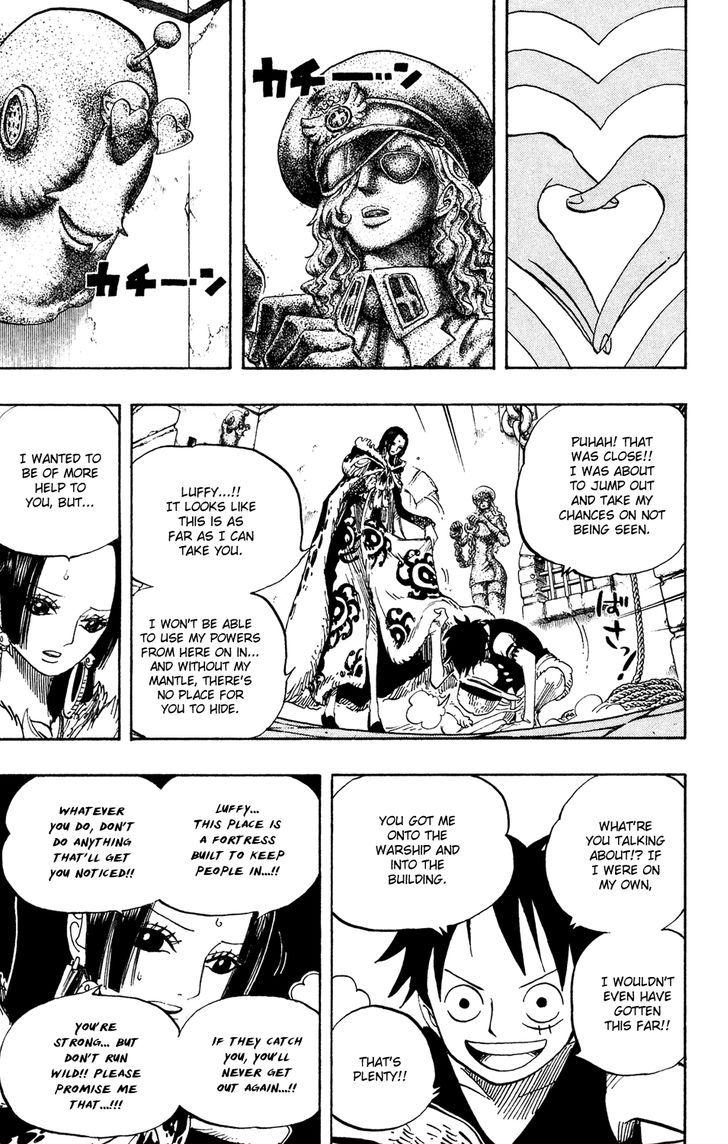 カチーン
カチーン
PUHAH! THAT
WAS CLOSE!!
I WAS ABOUT
TO JUMP OUT
AND TAKE MY
CHANCES ON NOT
BEING SEEN.
ばさっ!
LUFFY...!!
IT LOOKS LIKE
THIS IS AS
FAR AS I CAN
TAKE YOU.
I WON'T BE ABLE
TO USE MY POWERS
FROM HERE ON IN...
AND WITHOUT MY
MANTLE, THERE'S
NO PLACE FOR
YOU TO HIDE.
I WANTED TO
BE OF MORE
HELP TO
YOU, BUT...
WHAT'RE
YOU TALKING
ABOUT!? IF
I WERE ON
MY OWN,
I WOULDN'T
EVEN HAVE
GOTTEN
THIS FAR!!
YOU GOT ME
ONTO THE
WARSHIP AND
INTO THE
BUILDING.
THAT'S
PLENTY!!
LUFFY...
THIS PLACE IS
A FORTRESS
BUILT TO KEEP
PEOPLE IN...!!
WHATEVER
YOU DO, DON'T
DO ANYTHING
THAT'LL GET
YOU NOTICED!!
IF THEY CATCH
YOU, YOU'LL
NEVER GET
OUT AGAIN...!!
YOU'RE
STRONG... BUT
DON'T RUN
WILD!! PLEASE
PROMISE ME
THAT...!!!